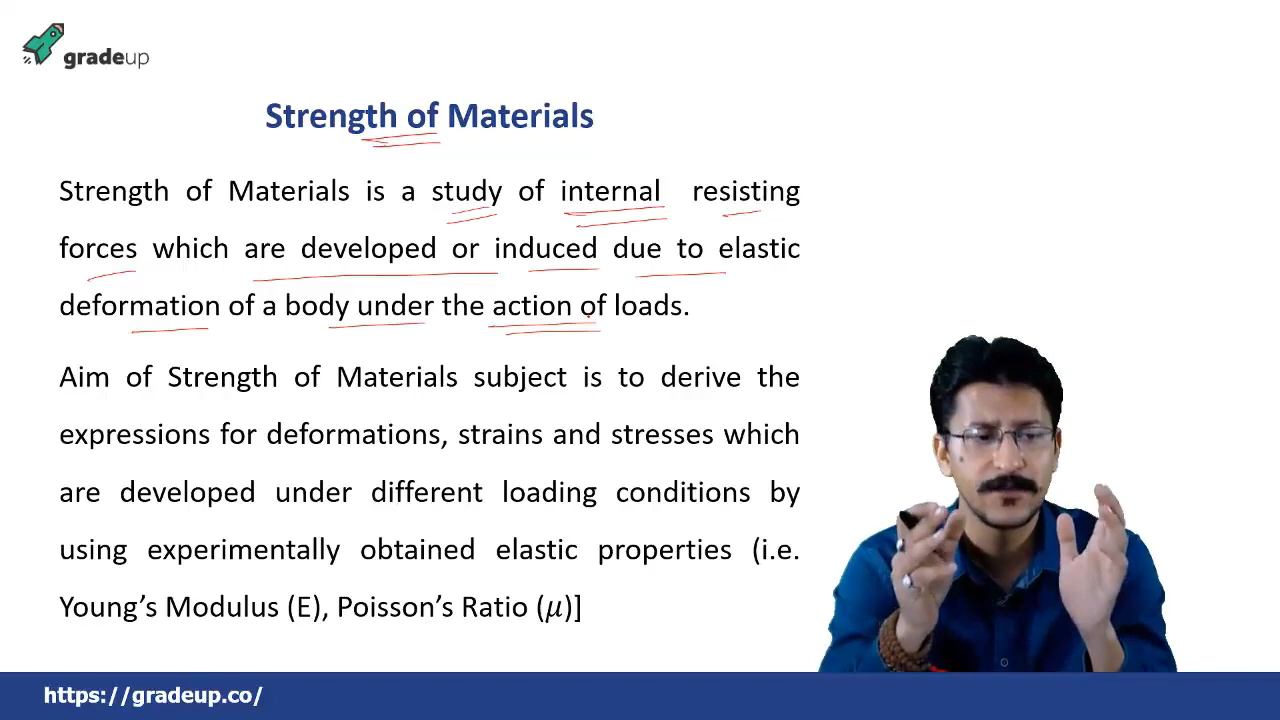 gradeup
Strength of Materials
Strength of Materials is a study of internal resisting
forces which are developed or induced due to elastic
deformation of a body under the action of loads.
Aim of Strength of Materials subject is to derive the
expressions for deformations, strains and stresses which
are developed under different loading conditions by
using experimentally obtained elastic properties (i.e.
Young’s Modulus (E), Poisson’s Ratio (𝜇)]
https://gradeup.co/